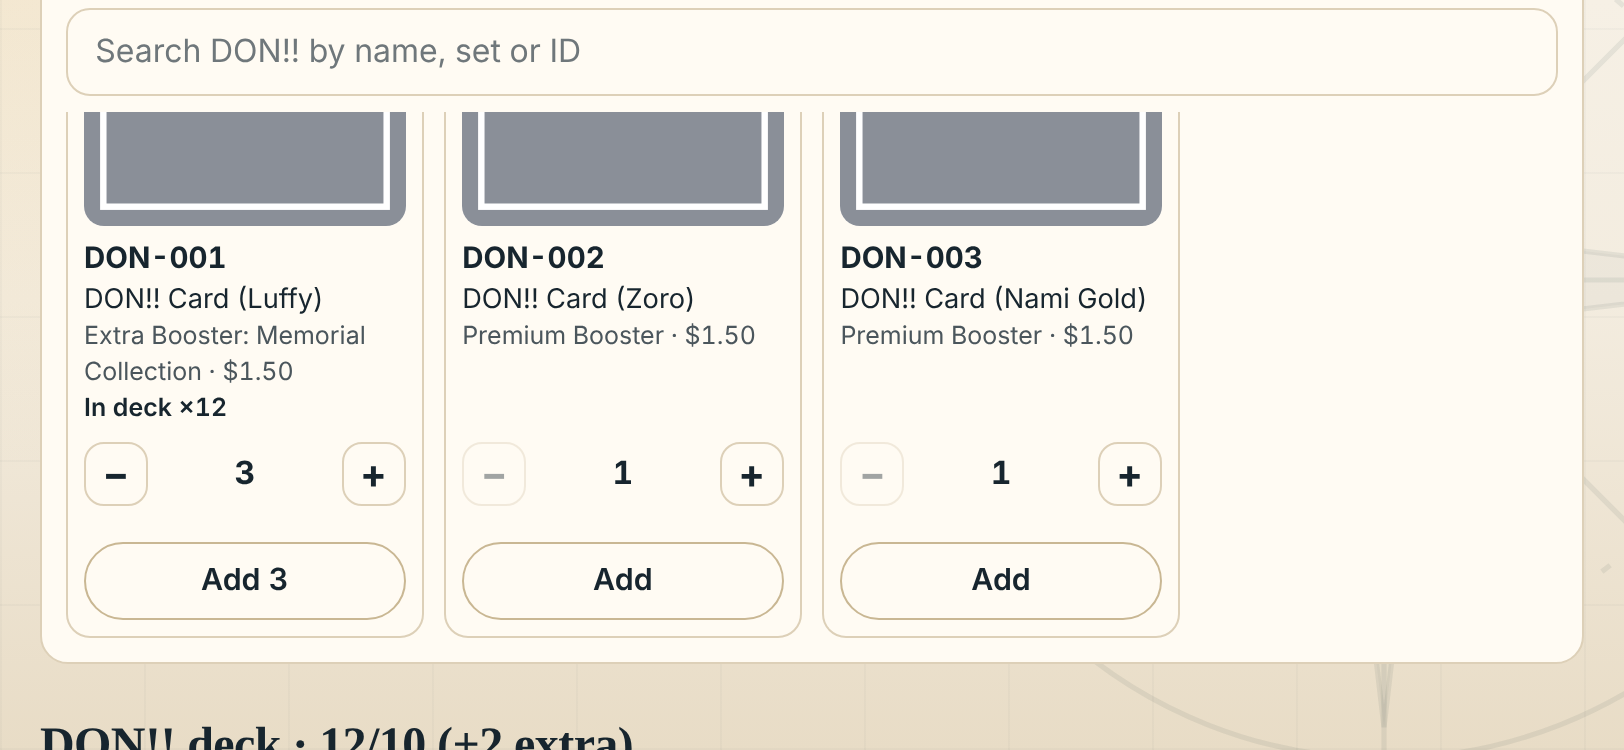 Search DON!! by name, set or ID
DON-001
DON!! Card (Luffy)
Extra Booster: Memorial
Collection · $1.50
In deck ×12
− 3 +
Add 3
DON-002
DON!! Card (Zoro)
Premium Booster · $1.50
− 1 +
Add
DON-003
DON!! Card (Nami Gold)
Premium Booster · $1.50
− 1 +
Add
DON!! deck · 12/10 (+2 extra)